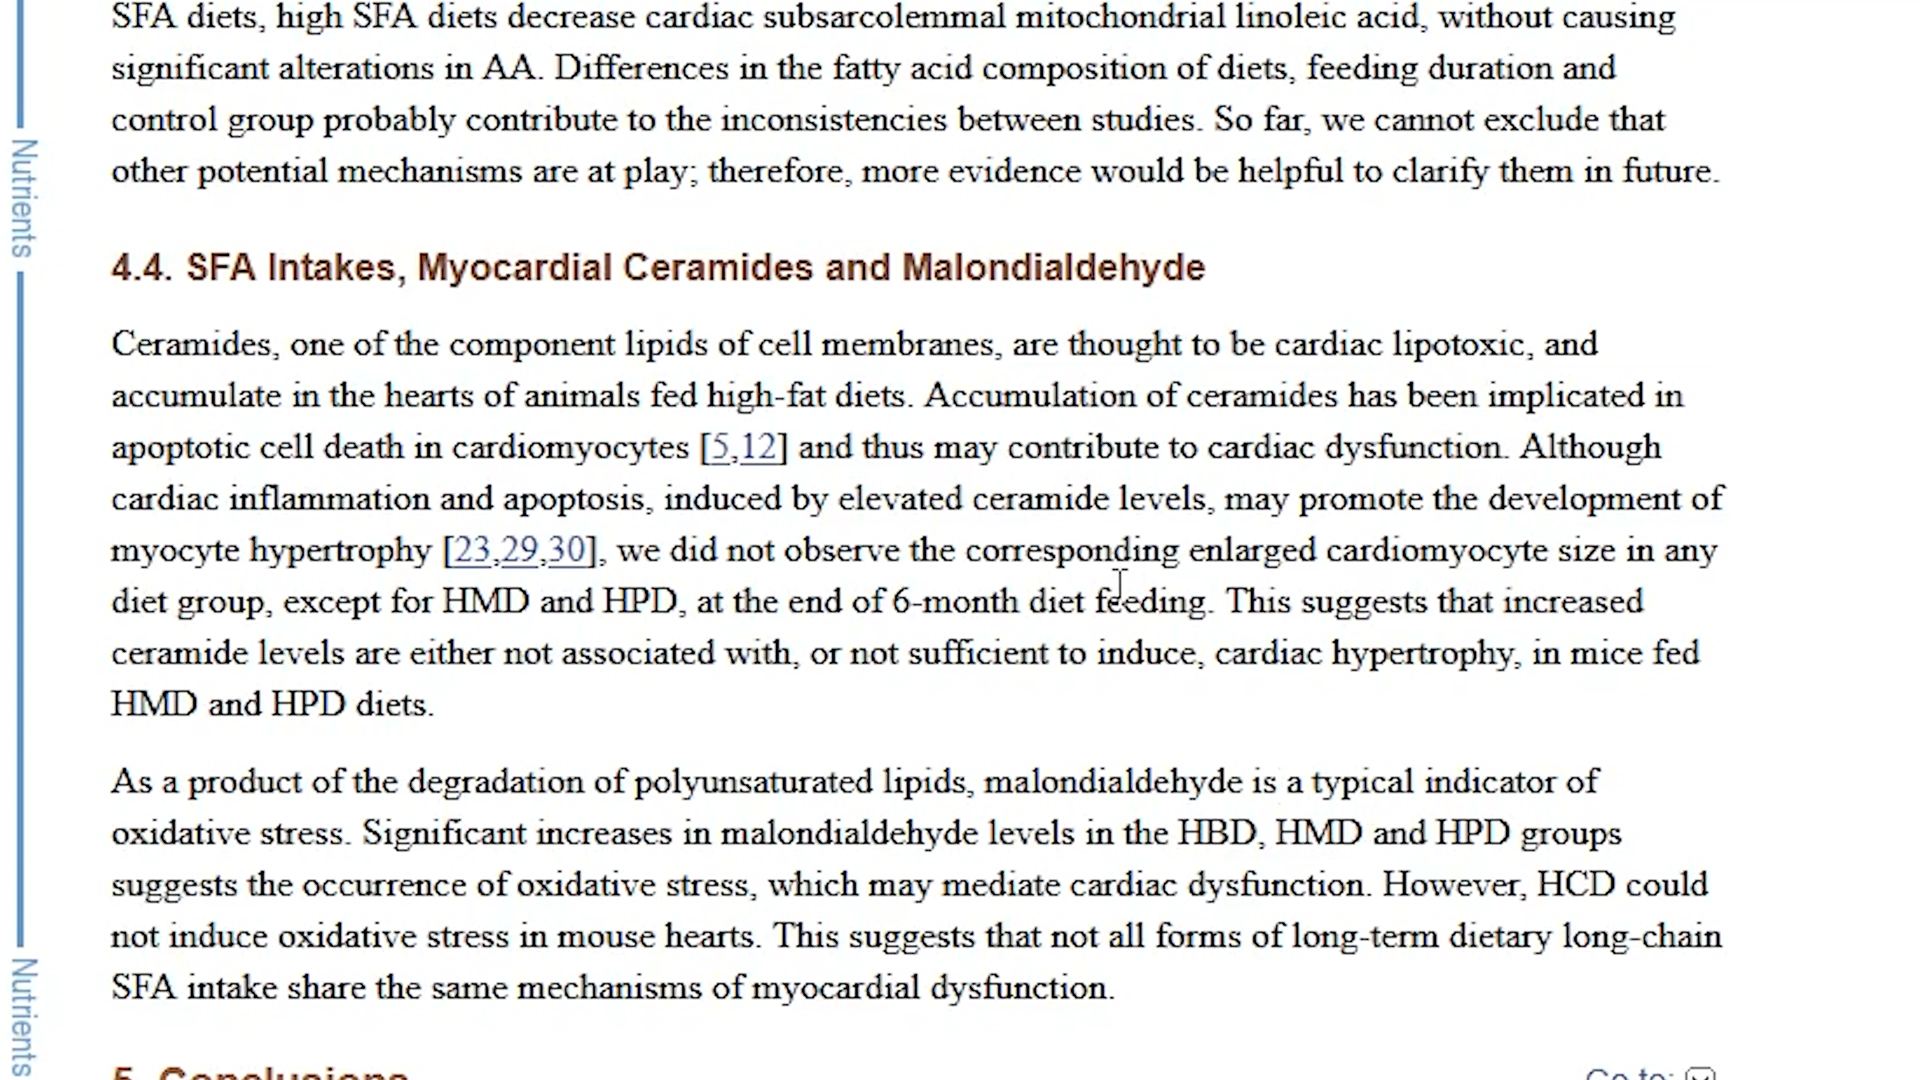 SFA diets, high SFA diets decrease cardiac subsarcolemmal mitochondrial linoleic acid, without causing
significant alterations in AA. Differences in the fatty acid composition of diets, feeding duration and
control group probably contribute to the inconsistencies between studies. So far, we cannot exclude that
other potential mechanisms are at play; therefore, more evidence would be helpful to clarify them in future.
4.4. SFA Intakes, Myocardial Ceramides and Malondialdehyde
Ceramides, one of the component lipids of cell membranes, are thought to be cardiac lipotoxic, and
accumulate in the hearts of animals fed high-fat diets. Accumulation of ceramides has been implicated in
apoptotic cell death in cardiomyocytes [5,12] and thus may contribute to cardiac dysfunction. Although
cardiac inflammation and apoptosis, induced by elevated ceramide levels, may promote the development of
myocyte hypertrophy [23,29,30], we did not observe the corresponding enlarged cardiomyocyte size in any
diet group, except for HMD and HPD, at the end of 6-month diet feeding. This suggests that increased
ceramide levels are either not associated with, or not sufficient to induce, cardiac hypertrophy, in mice fed
HMD and HPD diets.
As a product of the degradation of polyunsaturated lipids, malondialdehyde is a typical indicator of
oxidative stress. Significant increases in malondialdehyde levels in the HBD, HMD and HPD groups
suggests the occurrence of oxidative stress, which may mediate cardiac dysfunction. However, HCD could
not induce oxidative stress in mouse hearts. This suggests that not all forms of long-term dietary long-chain
SFA intake share the same mechanisms of myocardial dysfunction.
5. Conclusions
Go to:
Nutrients
Nutrients